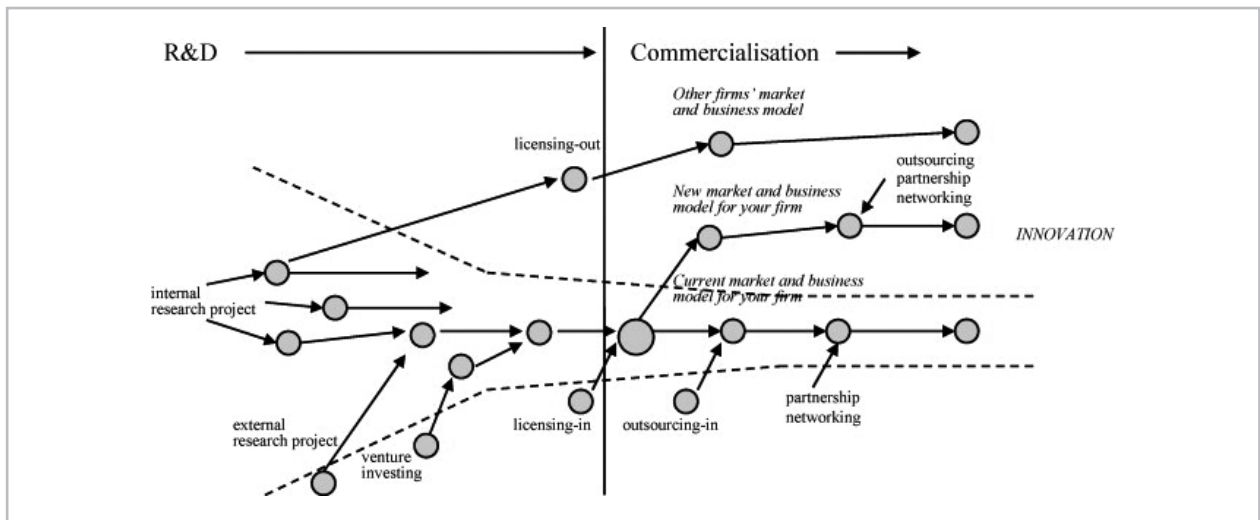 R&D
Commercialisation
Other firms' market
and business model
licensing-out
outsourcing
partnership
networking
New market and business
model for your firm
INNOVATION
Current market and business
model for your firm
internal
research project
external
research project
venture
investing
licensing-in
outsourcing-in
partnership
networking